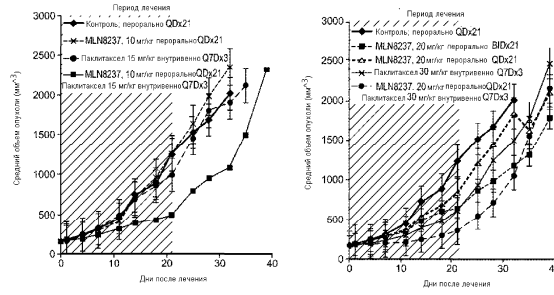 Период лечения
Средний объем опухоли (мм^3)
2500
2000
1500
1000
500
0
Контроль, перорально QDx21
MLN8237, 10 мг/кг перорально QDx21
Паклитаксел 15 мг/кг внутривенно Q7Dx3
MLN8237, 10 мг/кг, перорально QDx21
Паклитаксел 15 мг/кг внутривенно Q7Dx3
0 10 20 30 40
Дни после лечения
Период лечения
Средний объем опухоли (мм^3)
3000
2500
2000
1500
1000
500
0
Контроль, перорально QDx21
MLN8237, 20 мг/кг перорально BIDx21
MLN8237, 20 мг/кг перорально QDx21
Паклитаксел 30 мг/кг внутривенно Q7Dx3
MLN8237, 20 мг/кг перорально QDx21
Паклитаксел 30 мг/кг внутривенно Q7Dx3
0 10 20 30 4
Дни после лечения